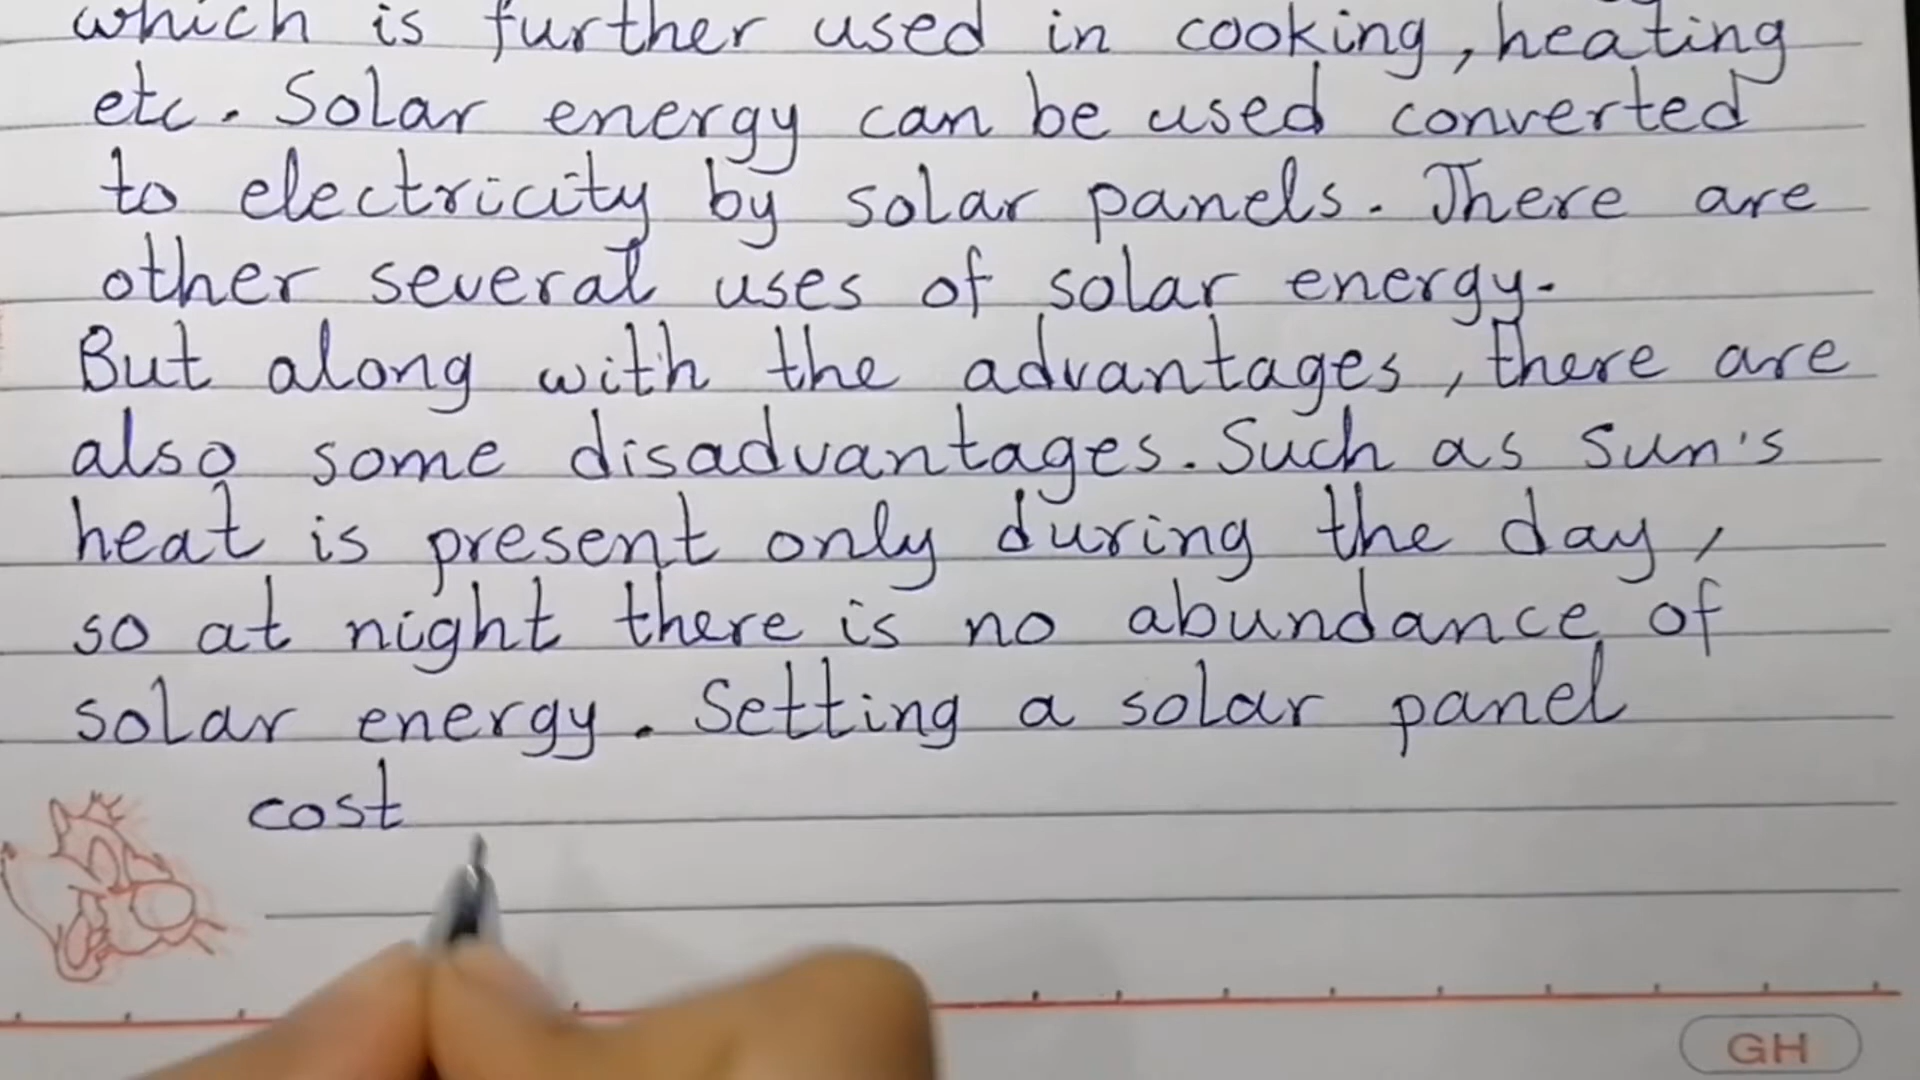 which is further used in cooking, heating
etc. Solar energy can be used converted
to electricity by solar panels. There are
other several uses of solar energy.
But along with the advantages, there are
also some disadvantages. Such as Sun's
heat is present only during the day,
so at night there is no abundance of
solar energy. Setting a solar panel
cost
GH